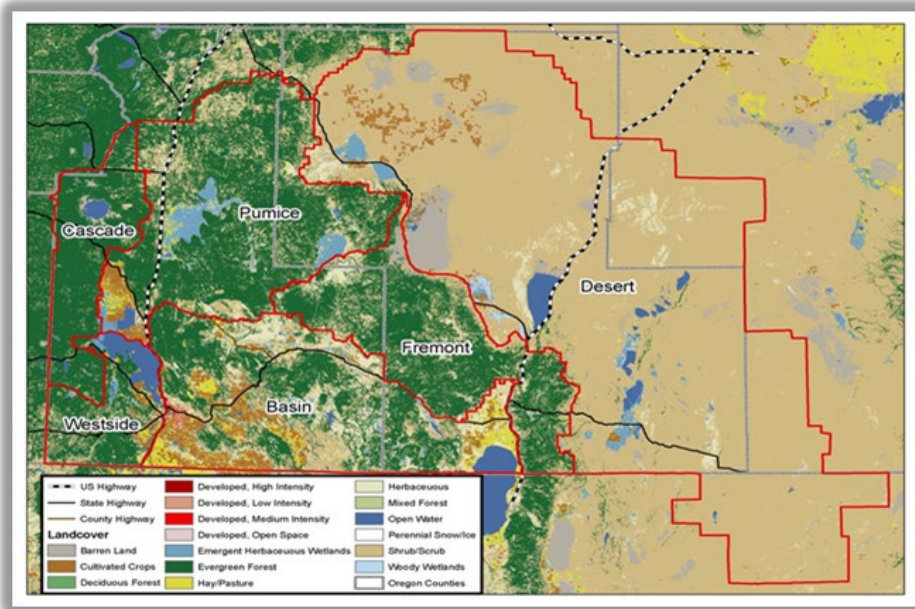 Cascade
Pumice
Desert
Fremont
Basin
Westside
US Highway
State Highway
County Highway
Landcover
Barren Land
Cultivated Crops
Deciduous Forest
Developed, High Intensity
Developed, Low Intensity
Developed, Medium Intensity
Developed, Open Space
Emergent Herbaceuous Wetlands
Evergreen Forest
Hay/Pasture
Herbaceuous
Mixed Forest
Open Water
Perennial Snow/Ice
Shrub/Scrub
Woody Wetlands
Oregon Counties